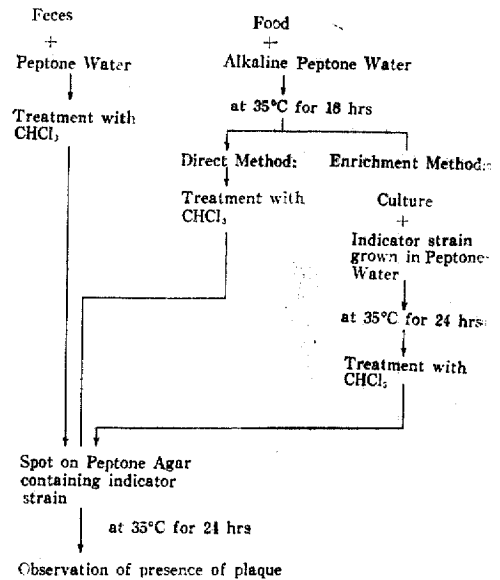 Feces
+
Peptone Water
Treatment with
CHCl₃
Food
+
Alkaline Peptone Water
at 35°C for 18 hrs
Direct Method:
Treatment with
CHCl₃
Enrichment Method:
Culture
+
Indicator strain
grown in Peptone
Water
at 35°C for 24 hrs
Treatment with
CHCl₃
Spot on Peptone Agar
containing indicator
strain
at 35°C for 24 hrs
Observation of presence of plaque